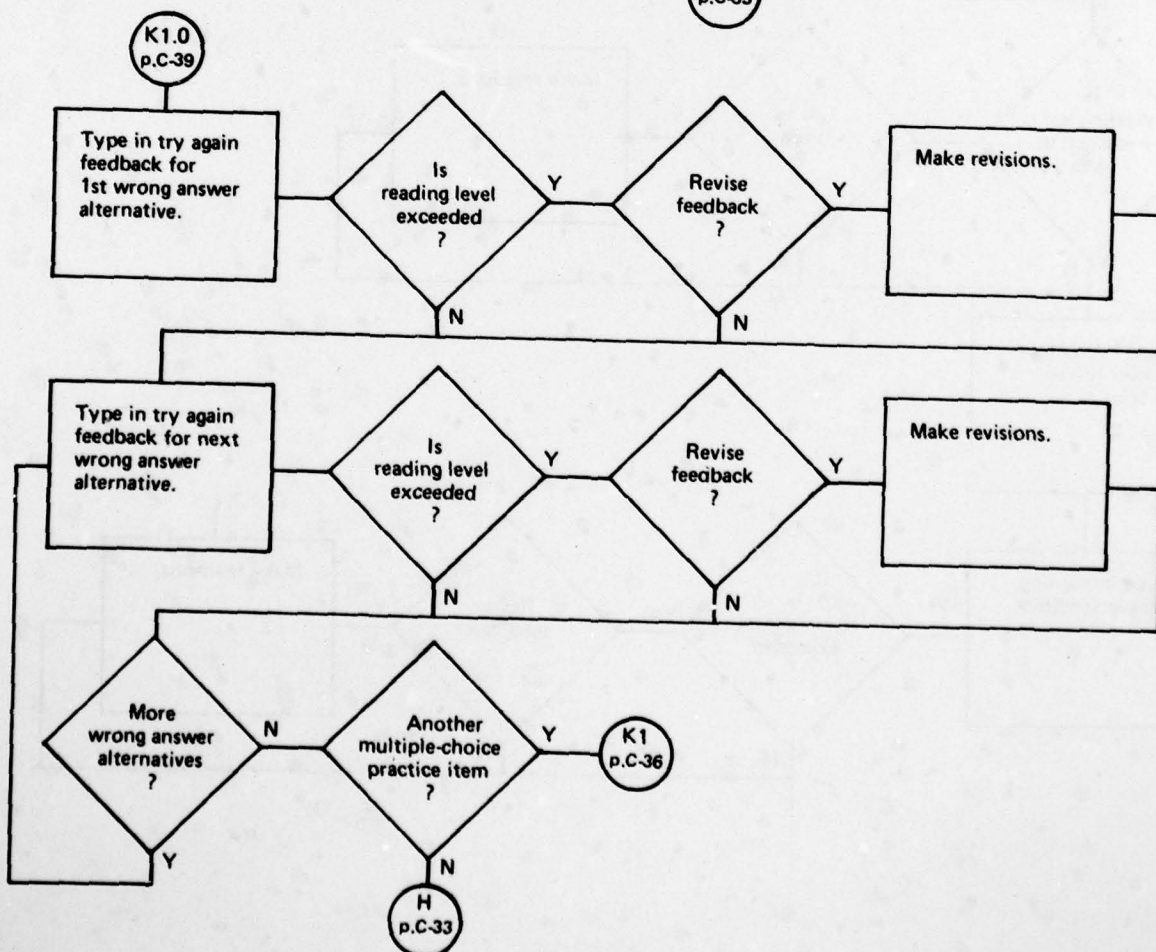 K1.0
p.C-39
Type in try again
feedback for
1st wrong answer
alternative.
Is
reading level
exceeded
?
Y
N
Revise
feedback
?
Y
N
Make revisions.
Type in try again
feedback for next
wrong answer
alternative.
Is
reading level
exceeded
?
Y
N
Revise
feedback
?
Y
N
Make revisions.
More
wrong answer
alternatives
?
N
Y
Another
multiple-choice
practice item
?
Y
N
K1
p.C-36
H
p.C-33